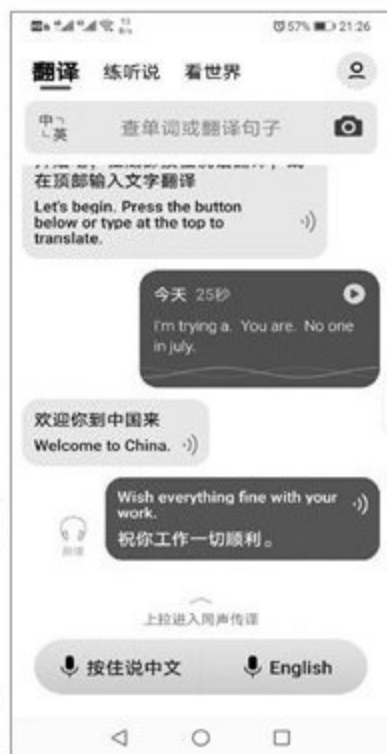 57% 21:26
翻译 练听说 看世界
中 英 查单词或翻译句子
在顶部输入文字翻译
Let's begin. Press the button
below or type at the top to
translate.
今天 25秒
I'm trying a. You are. No one
in july.
欢迎你到中国来
Welcome to China.
Wish everything fine with your
work.
祝你工作一切顺利。
上拉进入同声传译
按住说中文 English